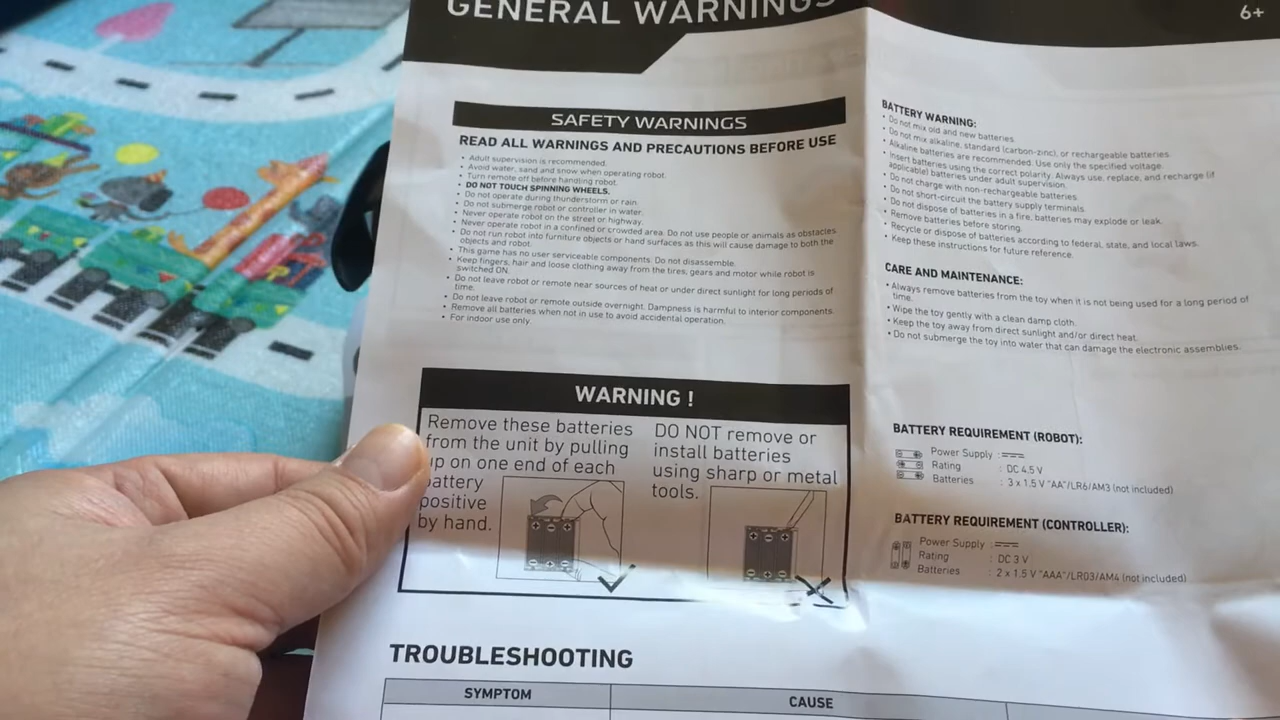 GENERAL WARNINGS
6+
SAFETY WARNINGS
READ ALL WARNINGS AND PRECAUTIONS BEFORE USE
• Adult supervision is recommended.
• Avoid water, sand and snow when operating robot.
• Turn remote off before handling robot.
• DO NOT TOUCH SPINNING WHEELS.
• Do not operate during thunderstorm or rain.
• Do not submerge robot or controller in water.
• Never operate robot on the street or highway.
• Never operate robot in a confined or crowded area. Do not use people or animals as obstacles
• Do not run robot into furniture objects or hand surfaces as this will cause damage to both the
objects and robot.
• This game has no user serviceable components. Do not disassemble.
• Keep fingers, hair and loose clothing away from the tires, gears and motor while robot is
switched ON.
• Do not leave robot or remote near sources of heat or under direct sunlight for long periods of
time.
• Do not leave robot or remote outside overnight. Dampness is harmful to interior components.
• Remove all batteries when not in use to avoid accidental operation.
• For indoor use only.
WARNING !
Remove these batteries
from the unit by pulling
up on one end of each
battery
positive
by hand.
DO NOT remove or
install batteries
using sharp or metal
tools.
BATTERY WARNING:
• Do not mix old and new batteries.
• Do not mix alkaline, standard (carbon-zinc), or rechargeable batteries.
• Alkaline batteries are recommended. Use only the specified voltage.
• Insert batteries using the correct polarity. Always use, replace, and recharge (if
applicable) batteries under adult supervision.
• Do not charge with non-rechargeable batteries.
• Do not short-circuit the battery supply terminals.
• Do not dispose of batteries in a fire, batteries may explode or leak.
• Remove batteries before storing.
• Recycle or dispose of batteries according to federal, state, and local laws.
• Keep these instructions for future reference.
CARE AND MAINTENANCE:
• Always remove batteries from the toy when it is not being used for a long period of
time.
• Wipe the toy gently with a clean damp cloth.
• Keep the toy away from direct sunlight and/or direct heat.
• Do not submerge the toy into water that can damage the electronic assemblies.
BATTERY REQUIREMENT (ROBOT):
Power Supply :
Rating : DC 4.5 V
Batteries : 3 x 1.5 V "AA"/LR6/AM3 (not included)
BATTERY REQUIREMENT (CONTROLLER):
Power Supply :
Rating : DC 3 V
Batteries : 2 x 1.5 V "AAA"/LR03/AM4 (not included)
TROUBLESHOOTING
SYMPTOM
CAUSE